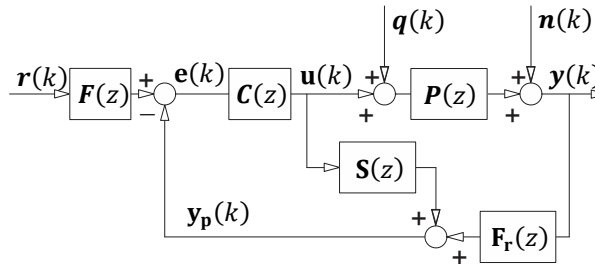 q(k)
n(k)
r(k)
F(z)
+
−
e(k)
C(z)
u(k)
+
+
P(z)
+
+
y(k)
S(z)
y_p(k)
+
+
F_r(z)